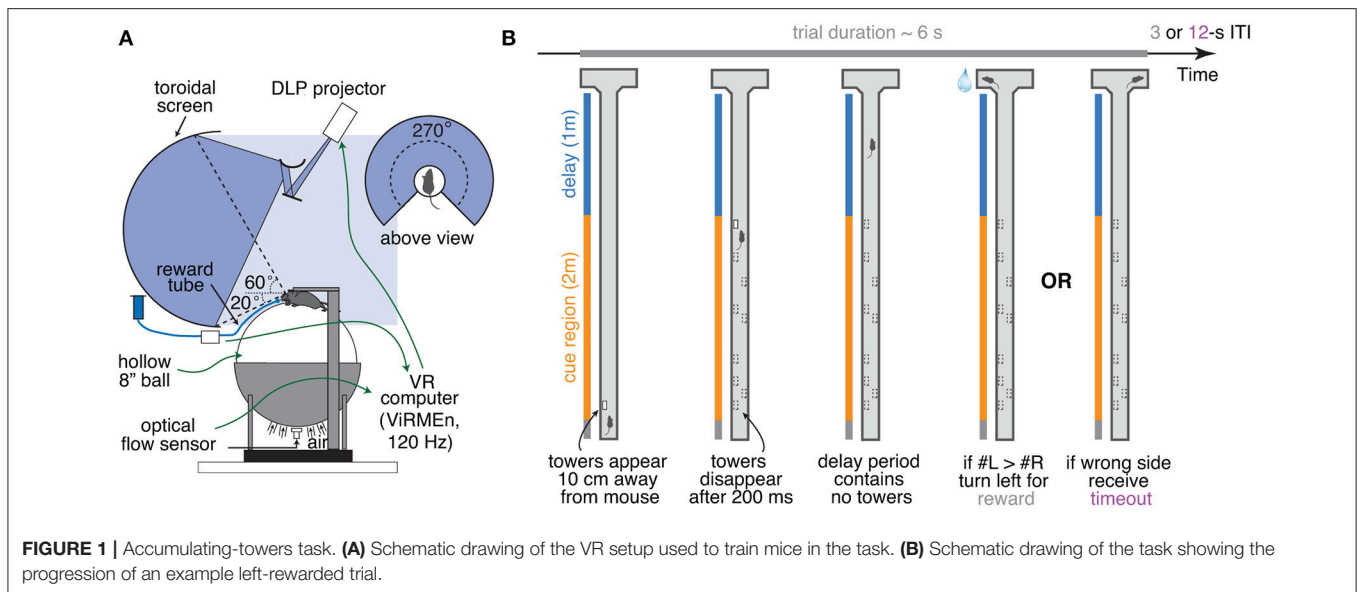 A
toroidal
screen
DLP projector
270°
above view
reward
tube
60°
20°
hollow
8" ball
optical
flow sensor
air
VR
computer
(ViRMEn,
120 Hz)
B
trial duration ~ 6 s
3 or 12-s ITI
Time
delay (1m)
cue region (2m)
OR
towers appear
10 cm away
from mouse
towers
disappear
after 200 ms
delay period
contains
no towers
if #L > #R
turn left for
reward
if wrong side
receive
timeout
FIGURE 1 | Accumulating-towers task. (A) Schematic drawing of the VR setup used to train mice in the task. (B) Schematic drawing of the task showing the
progression of an example left-rewarded trial.